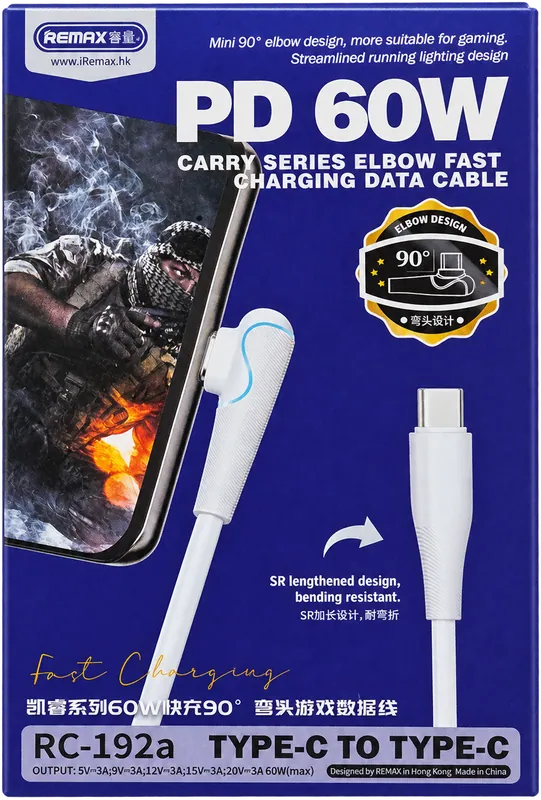 REMAX 容量
www.iRemax.hk
Mini 90° elbow design, more suitable for gaming.
Streamlined running lighting design
PD 60W
CARRY SERIES ELBOW FAST
CHARGING DATA CABLE
ELBOW DESIGN
90°
弯头设计
SR lengthened design,
bending resistant.
SR加长设计，耐弯折
Fast Charging
凯睿系列60W快充90° 弯头游戏数据线
RC-192a TYPE-C TO TYPE-C
OUTPUT: 5V⎓3A;9V⎓3A;12V⎓3A;15V⎓3A;20V⎓3A 60W(max) Designed by REMAX in Hong Kong Made in China